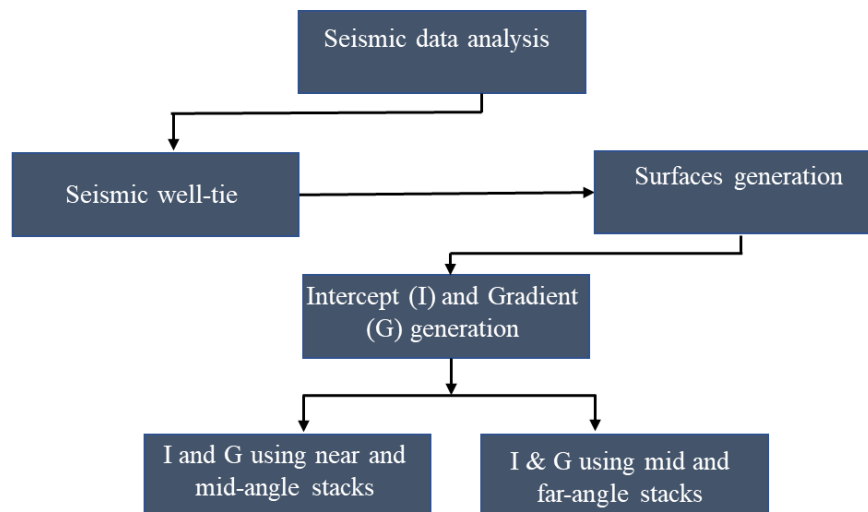 Seismic data analysis
Seismic well-tie
Surfaces generation
Intercept (I) and Gradient
(G) generation
I and G using near and
mid-angle stacks
I & G using mid and
far-angle stacks